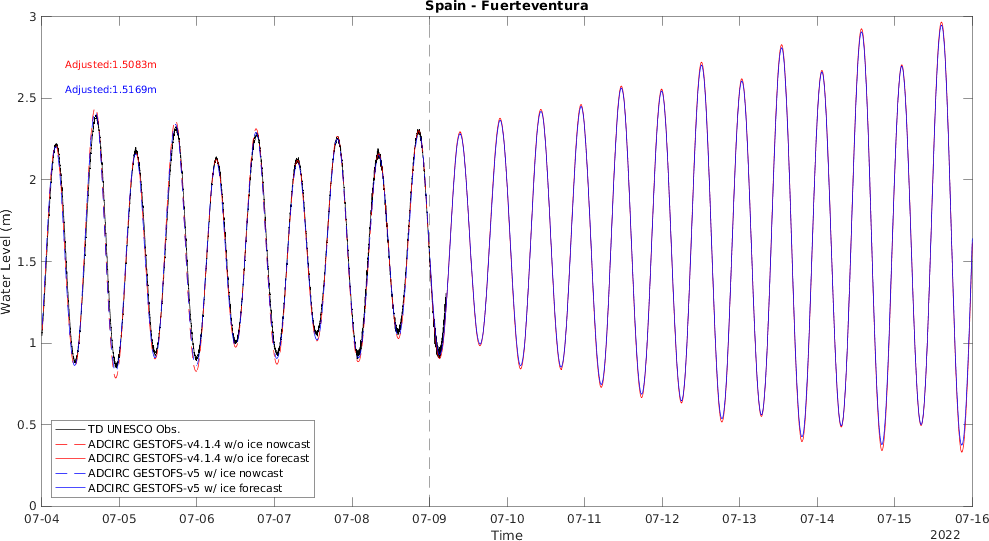 Spain - Fuerteventura
3
2.5
2
1.5
1
0.5
0
Water Level (m)
Adjusted:1.5083m
Adjusted:1.5169m
TD UNESCO Obs.
ADCIRC GESTOFS-v4.1.4 w/o ice nowcast
ADCIRC GESTOFS-v4.1.4 w/o ice forecast
ADCIRC GESTOFS-v5 w/ ice nowcast
ADCIRC GESTOFS-v5 w/ ice forecast
07-04 07-05 07-06 07-07 07-08 07-09 07-10 07-11 07-12 07-13 07-14 07-15 07-16
Time
2022